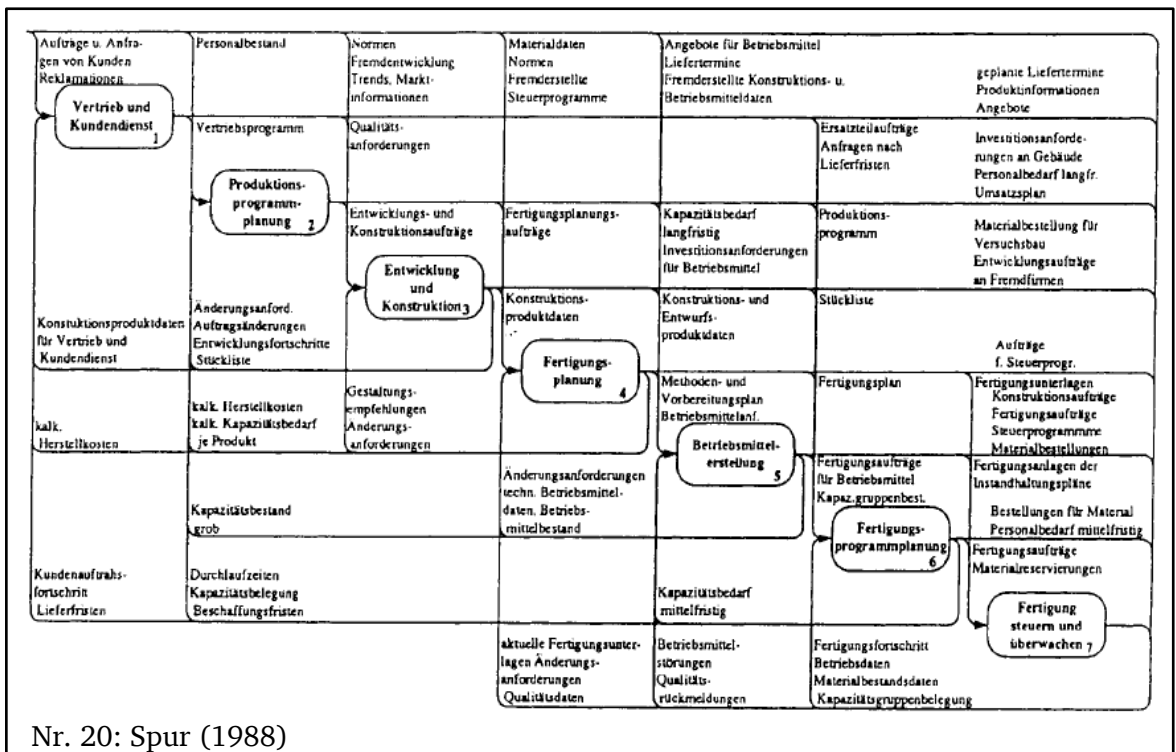 Aufträge u. Anfra-
gen von Kunden
Reklamationen
Personalbestand
Normen
Fremdentwicklung
Trends, Markt-
informationen
Materialdaten
Normen
Fremderstellte
Steuerprogramme
Angebote für Betriebsmittel
Liefertermine
Fremderstellte Konstruktions- u.
Betriebsmitteldaten
geplante Liefertermine
Produktinformationen
Angebote
Vertrieb und
Kundendienst 1
Vertriebsprogramm
Qualitäts-
anforderungen
Ersatzteilaufträge
Anfragen nach
Lieferfristen
Investitionsanforde-
rungen an Gebäude
Personalbedarf langfr.
Umsatzsplan
Produktions-
programm-
planung 2
Entwicklungs- und
Konstruktionsaufträge
Fertigungsplanungs-
aufträge
Kapazitätsbedarf
langfristig
Investitionsanforderungen
für Betriebsmittel
Produktions-
programm
Materialbestellung für
Versuchsbau
Entwicklungsaufträge
an Fremdfirmen
Entwicklung
und
Konstruktion 3
Konstuktionsproduktdaten
für Vertrieb und
Kundendienst
Änderungsanford.
Auftragsänderungen
Entwicklungsfortschritte
Stückliste
Konstruktions-
produktdaten
Konstruktions- und
Entwurfs-
produktdaten
Stückliste
Aufträge
f. Steuerprogr.
Fertigungs-
planung 4
kalk.
Herstellkosten
kalk. Herstellkosten
kalk. Kapazitätsbedarf
je Produkt
Gestaltungs-
empfehlungen
Änderungs-
anforderungen
Methoden- und
Vorbereitungsplan
Betriebsmittelanf.
Fertigungsplan
Fertigungsunterlagen
Konstruktionsaufträge
Fertigungsaufträge
Steuerprogrammme
Materialbestellungen
Betriebsmittel-
erstellung 5
Kapazitätsbestand
grob
Änderungsanforderungen
techn. Betriebsmittel-
daten, Betriebs-
mittelbestand
Fertigungsaufträge
für Betriebsmittel
Kapaz.gruppenbest.
Fertigungsanlagen der
Instandhaltungspläne
Bestellungen für Material
Personalbedarf mittelfristig
Fertigungs-
programmplanung 6
Kundenauftrahs-
fortschritt
Lieferfristen
Durchlaufzeiten
Kapazitätsbelegung
Beschaffungsfristen
Kapazitätsbedarf
mittelfristig
Fertigungsaufträge
Materialreservierungen
Fertigung
steuern und
überwachen 7
aktuelle Fertigungsunter-
lagen Änderungs-
anforderungen
Qualitätsdaten
Betriebsmittel-
störungen
Qualitäts-
rückmeldungen
Fertigungsfortschritt
Betriebsdaten
Materialbestandsdaten
Kapazitätsgruppenbelegung
Nr. 20: Spur (1988)